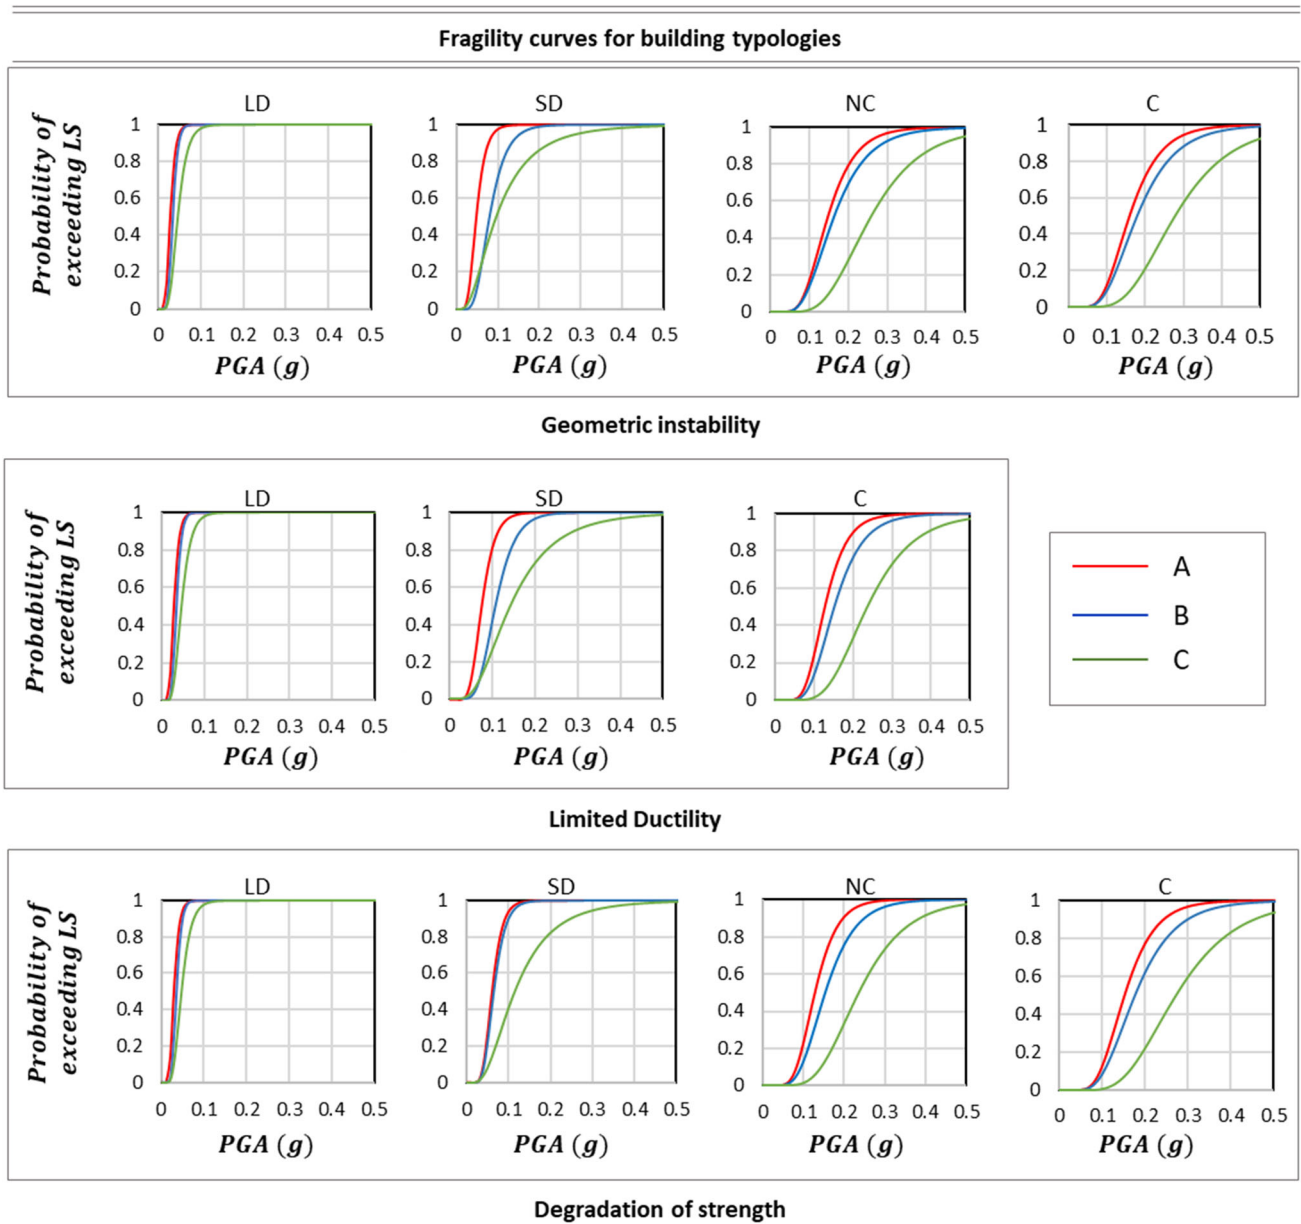 Fragility curves for building typologies
LD
SD
NC
C
Probability of
exceeding LS
1
0.8
0.6
0.4
0.2
0
0 0.1 0.2 0.3 0.4 0.5
PGA (g)
1
0.8
0.6
0.4
0.2
0
0 0.1 0.2 0.3 0.4 0.5
PGA (g)
1
0.8
0.6
0.4
0.2
0
0 0.1 0.2 0.3 0.4 0.5
PGA (g)
1
0.8
0.6
0.4
0.2
0
0 0.1 0.2 0.3 0.4 0.5
PGA (g)
Geometric instability
LD
SD
C
Probability of
exceeding LS
1
0.8
0.6
0.4
0.2
0
0 0.1 0.2 0.3 0.4 0.5
PGA (g)
1
0.8
0.6
0.4
0.2
0
0 0.1 0.2 0.3 0.4 0.5
PGA (g)
1
0.8
0.6
0.4
0.2
0
0 0.1 0.2 0.3 0.4 0.5
PGA (g)
A
B
C
Limited Ductility
LD
SD
NC
C
Probability of
exceeding LS
1
0.8
0.6
0.4
0.2
0
0 0.1 0.2 0.3 0.4 0.5
PGA (g)
1
0.8
0.6
0.4
0.2
0
0 0.1 0.2 0.3 0.4 0.5
PGA (g)
1
0.8
0.6
0.4
0.2
0
0 0.1 0.2 0.3 0.4 0.5
PGA (g)
1
0.8
0.6
0.4
0.2
0
0 0.1 0.2 0.3 0.4 0.5
PGA (g)
Degradation of strength